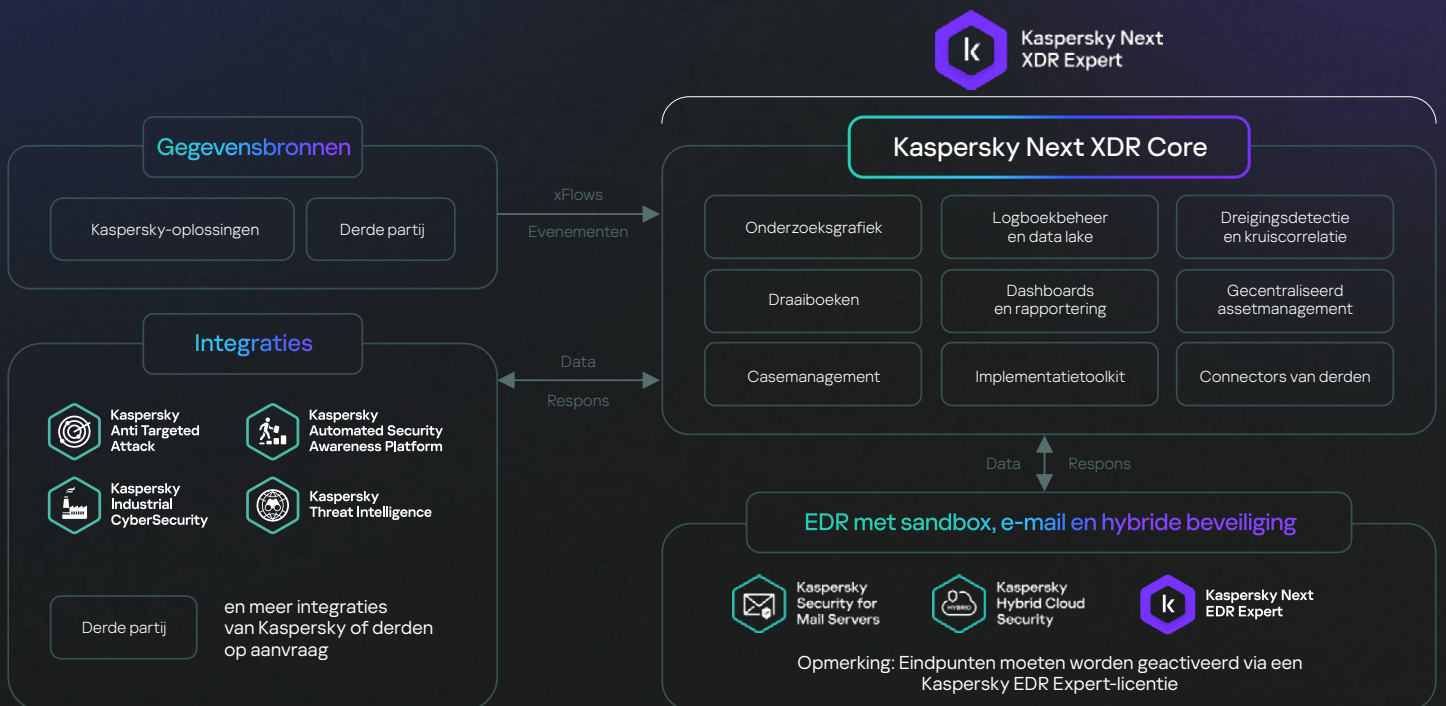 Kaspersky Next
XDR Expert
Gegevensbronnen
Kaspersky-oplossingen
Derde partij
xFlows
Evenementen
Kaspersky Next XDR Core
Onderzoeksgrafiek
Logboekbeheer
en data lake
Dreigingsdetectie
en kruiscorrelatie
Draaiboeken
Dashboards
en rapportering
Gecentraliseerd
assetmanagement
Casemanagement
Implementatietoolkit
Connectors van derden
Integraties
Data
Respons
Kaspersky
Anti Targeted
Attack
Kaspersky
Automated Security
Awareness Platform
Kaspersky
Industrial
CyberSecurity
Kaspersky
Threat Intelligence
Derde partij
en meer integraties
van Kaspersky of derden
op aanvraag
Data
Respons
EDR met sandbox, e-mail en hybride beveiliging
Kaspersky
Security for
Mail Servers
HYBRID
Kaspersky
Hybrid Cloud
Security
Kaspersky Next
EDR Expert
Opmerking: Eindpunten moeten worden geactiveerd via een
Kaspersky EDR Expert-licentie